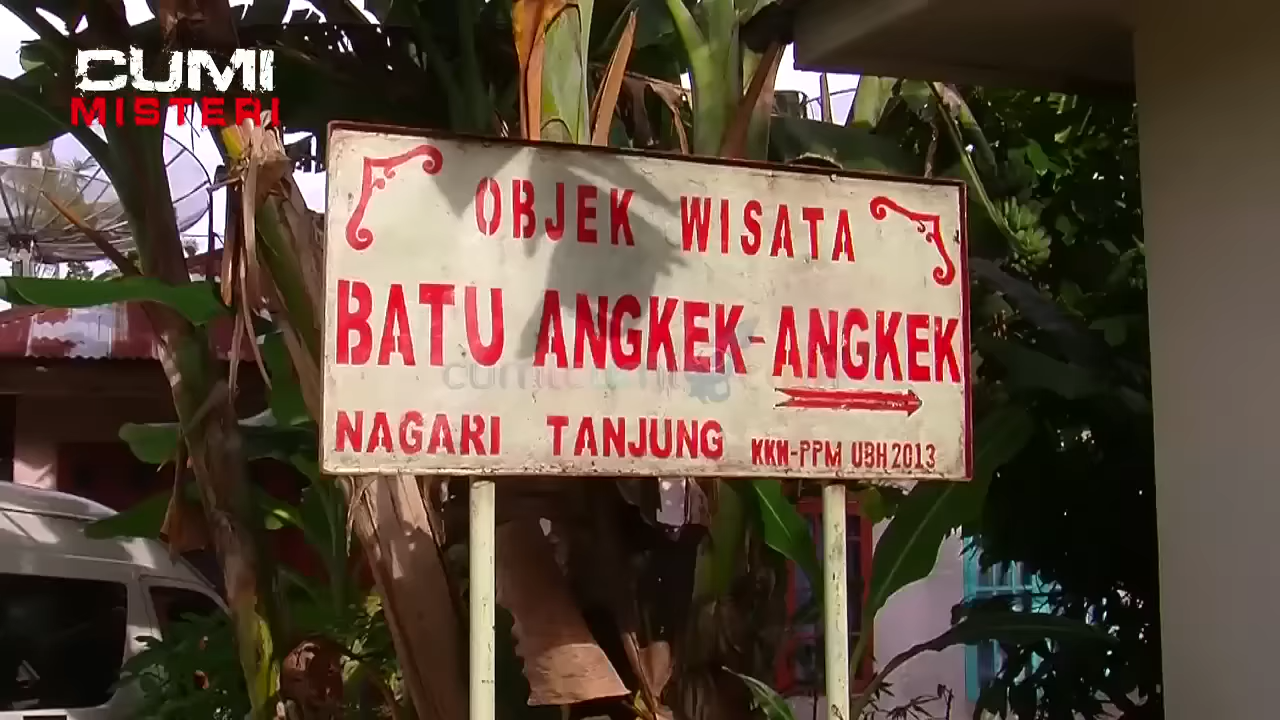 CUMI
MISTERI
OBJEK WISATA
BATU ANGKEK-ANGKEK
NAGARI TANJUNG KKN-PPM UBH 2013